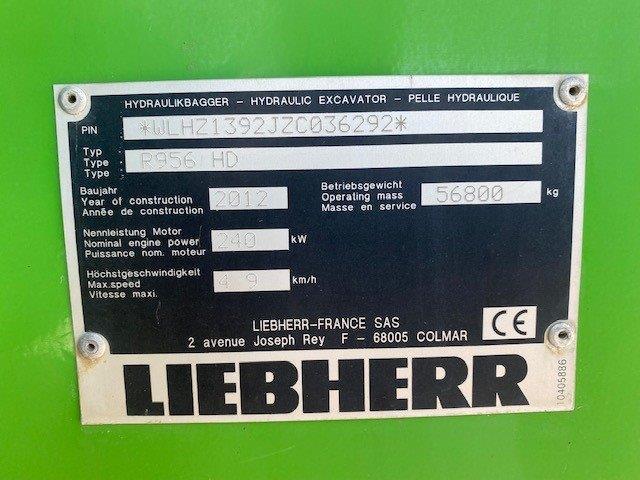 HYDRAULIKBAGGER - HYDRAULIC EXCAVATOR - PELLE HYDRAULIQUE
PIN *WLHZ1392JZC036292*
Typ
Type R956 HD
Type
Baujahr
Year of construction 2012
Année de construction
Betriebsgewicht
Operating mass 56800 kg
Masse en service
Nennleistung Motor
Nominal engine power 240 kW
Puissance nom. moteur
Höchstgeschwindigkeit
Max.speed 4.9 km/h
Vitesse maxi.
LIEBHERR-FRANCE SAS
2 avenue Joseph Rey F - 68005 COLMAR
CE
LIEBHERR
10405886